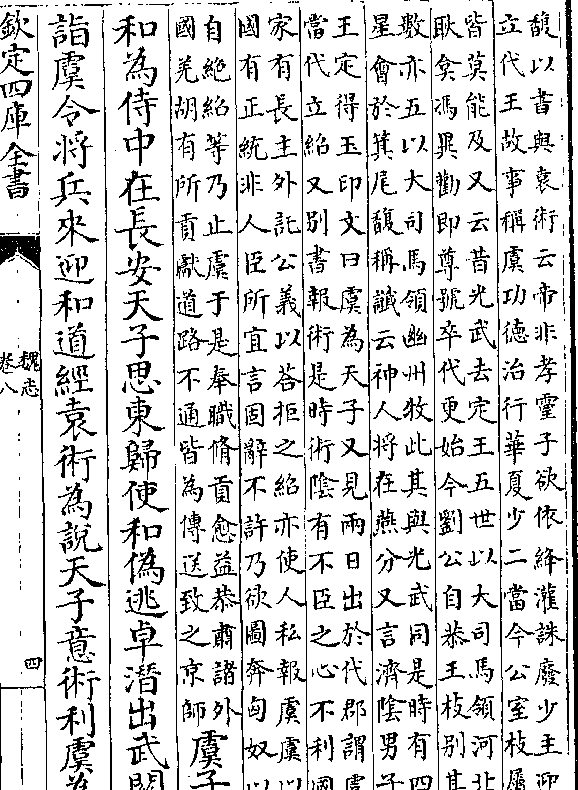 馥以書與袁術云帝非孝靈子欲依絳灌誅廢少主迎
立代王故事稱虞功德治行華夏少二當今公室枝屬
皆莫能及又云昔光武去定王五世以大司馬領河北
耿弇馮異勸即尊號卒代更始今劉公自恭王枝別其
數亦五以大司馬領幽州牧此其與光武同是時有四
星會於箕尾馥稱讖云神人將在燕分又言濟陰男子
王定得玉印文曰虞為天子又見兩日出於代郡謂虞
當代立紹又別書報術是時術陰有不臣之心不利國
家有長主外託公義以答拒之紹亦使人私報虞虞以
國有正統非人臣所宜言固辭不許乃欲圖奔匈奴以
自絕紹等乃止虞于是奉職脩貢愈益恭肅諸外
國羌胡有所貢獻道路不通皆為傳送致之京師
虞子
和為侍中在長安天子思東歸使和偽逃卓潛出武關
詣虞令將兵來迎和道經袁術為說天子意術利虞為
欽定四庫全書
魏志
卷八
四